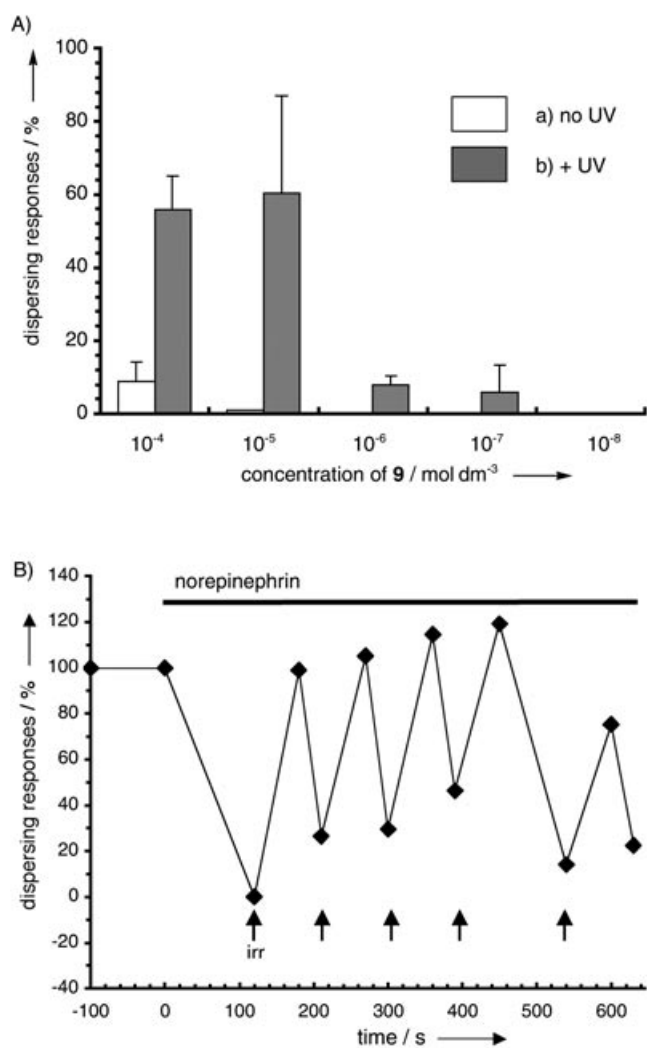 A)
dispersing responses / %
100
80
60
40
20
0
a) no UV
b) + UV
10⁻⁴ 10⁻⁵ 10⁻⁶ 10⁻⁷ 10⁻⁸
concentration of 9 / mol dm⁻³
B)
dispersing responses / %
140
120
100
80
60
40
20
0
-20
-40
norepinephrin
irr
-100 0 100 200 300 400 500 600
time / s